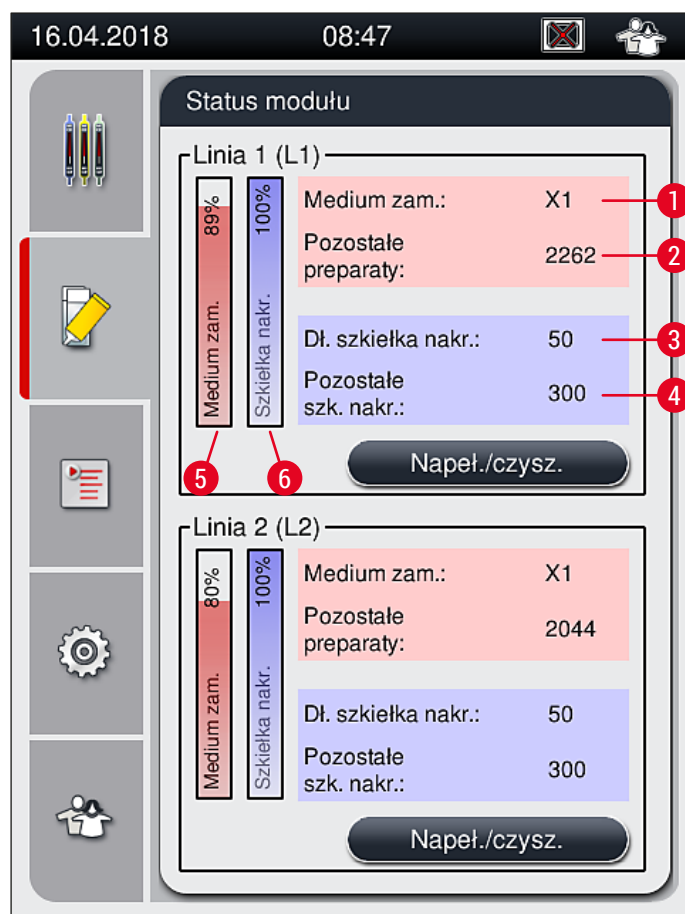 16.04.2018 08:47
Status modułu
Linia 1 (L1)
89%
Medium zam.
100%
Szkiełka nakr.
Medium zam.: X1 1
Pozostałe
preparaty: 2262 2
Dł. szkiełka nakr.: 50 3
Pozostałe
szk. nakr.: 300 4
5 6
Napeł./czysz.
Linia 2 (L2)
80%
Medium zam.
100%
Szkiełka nakr.
Medium zam.: X1
Pozostałe
preparaty: 2044
Dł. szkiełka nakr.: 50
Pozostałe
szk. nakr.: 300
Napeł./czysz.